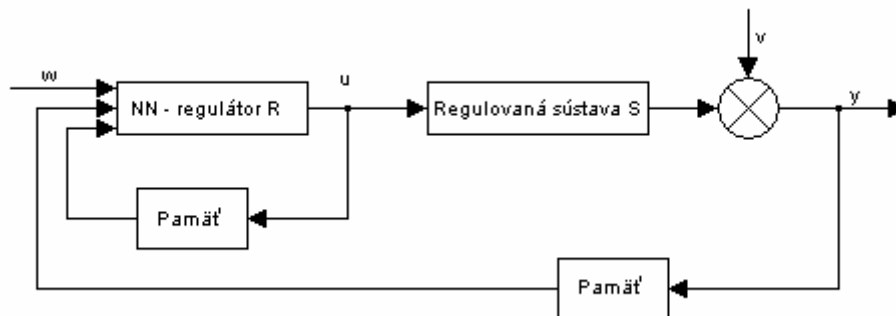 w
NN - regulátor R
u
Regulovaná sústava S
v
y
Pamäť
Pamäť